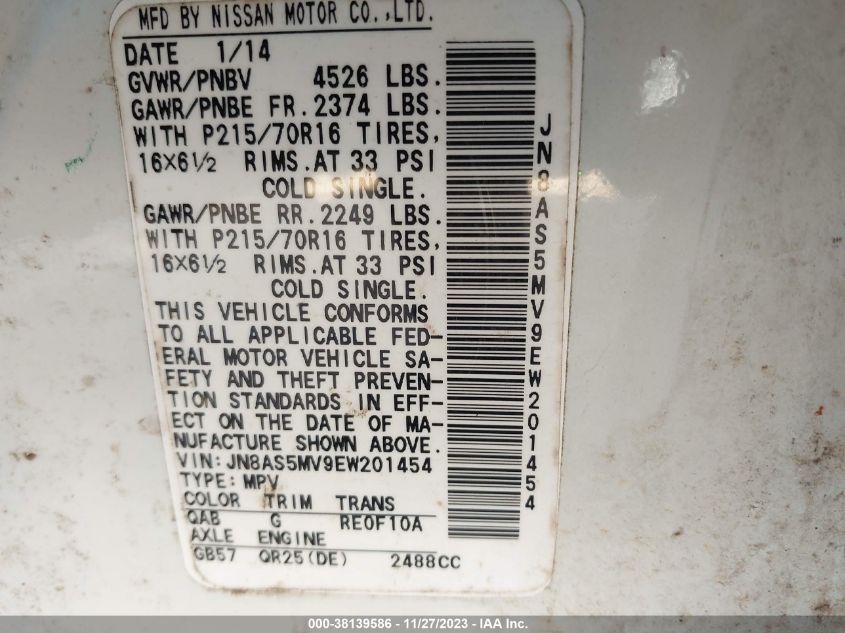 MFD BY NISSAN MOTOR CO.,LTD.
DATE 1/14
GVWR/PNBV 4526 LBS.
GAWR/PNBE FR.2374 LBS.
WITH P215/70R16 TIRES,
16X6½ RIMS.AT 33 PSI
COLD SINGLE.
GAWR/PNBE RR.2249 LBS.
WITH P215/70R16 TIRES,
16X6½ RIMS.AT 33 PSI
COLD SINGLE.
THIS VEHICLE CONFORMS
TO ALL APPLICABLE FED-
ERAL MOTOR VEHICLE SA-
FETY AND THEFT PREVEN-
TION STANDARDS IN EFF-
ECT ON THE DATE OF MA-
NUFACTURE SHOWN ABOVE.
VIN:JN8AS5MV9EW201454
TYPE:MPV
COLOR TRIM TRANS
QAB G RE0F10A
AXLE ENGINE
GB57 QR25(DE) 2488CC
JN8AS5MV9EW201454
000-38139586 - 11/27/2023 - IAA Inc.